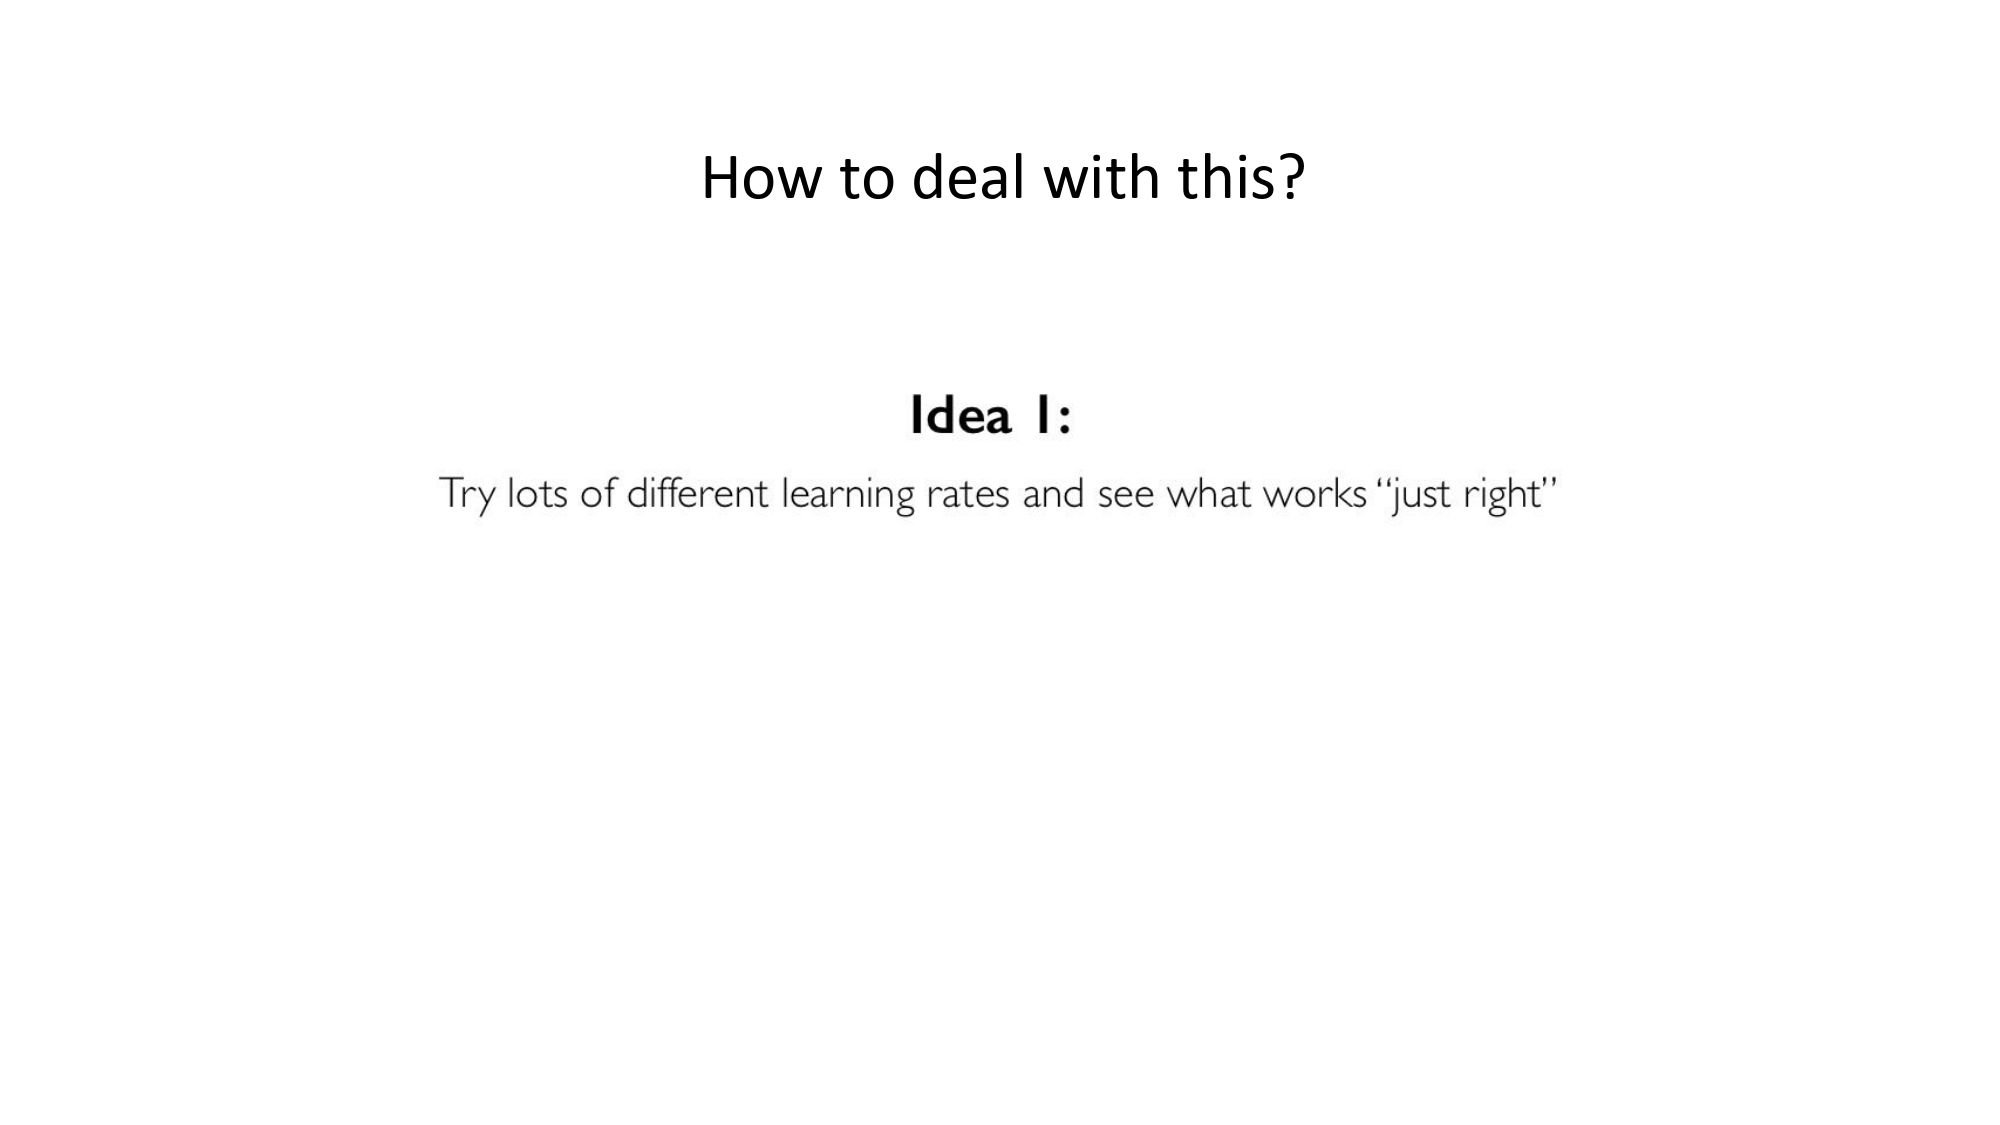 How to deal with this?
Idea 1:
Try lots of different learning rates and see what works “just right”